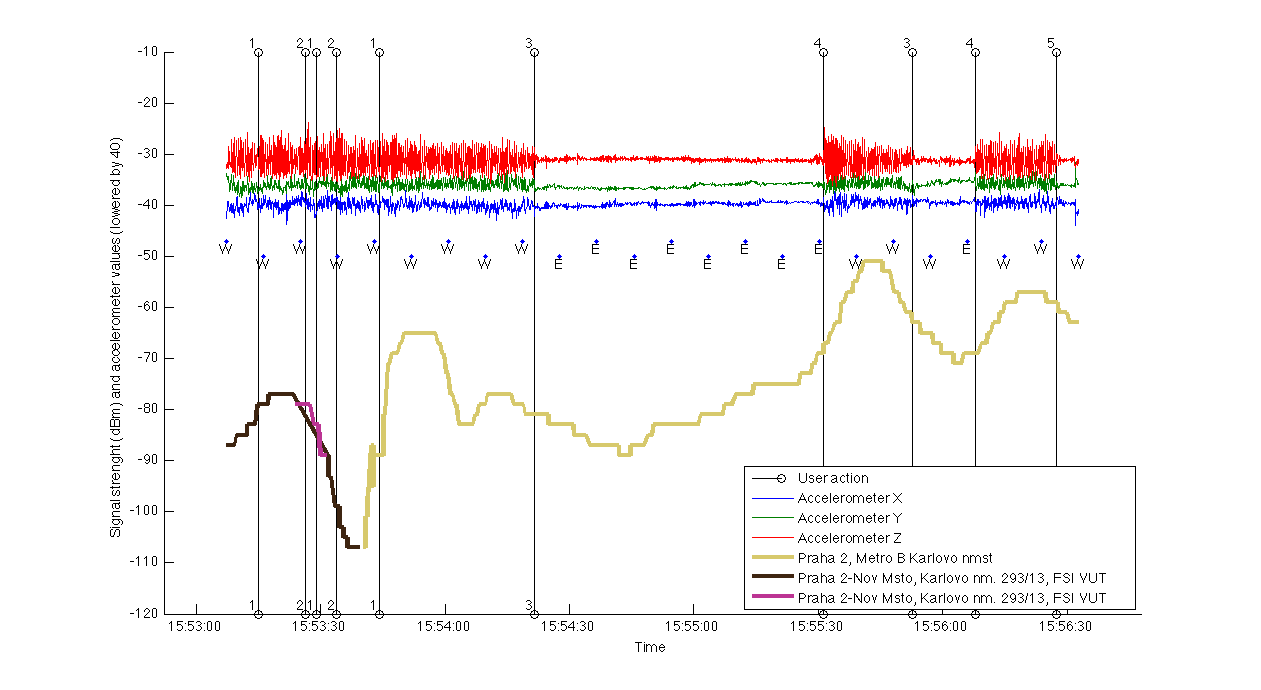 1 2 1 2 1 3 4 3 4 5
-10
-20
-30
-40
W W W W E E E E W E W
-50
W W W W E E E E W W W W
-60
-70
-80
-90
-100
-110
-120
Signal strenght (dBm) and accelerometer values (lowered by 40)
User action
Accelerometer X
Accelerometer Y
Accelerometer Z
Praha 2, Metro B Karlovo nmst
Praha 2-Nov Msto, Karlovo nm. 293/13, FSI VUT
Praha 2-Nov Msto, Karlovo nm. 293/13, FSI VUT
1 2 1 2 1 3
15:53:00 15:53:30 15:54:00 15:54:30 15:55:00 15:55:30 15:56:00 15:56:30
Time